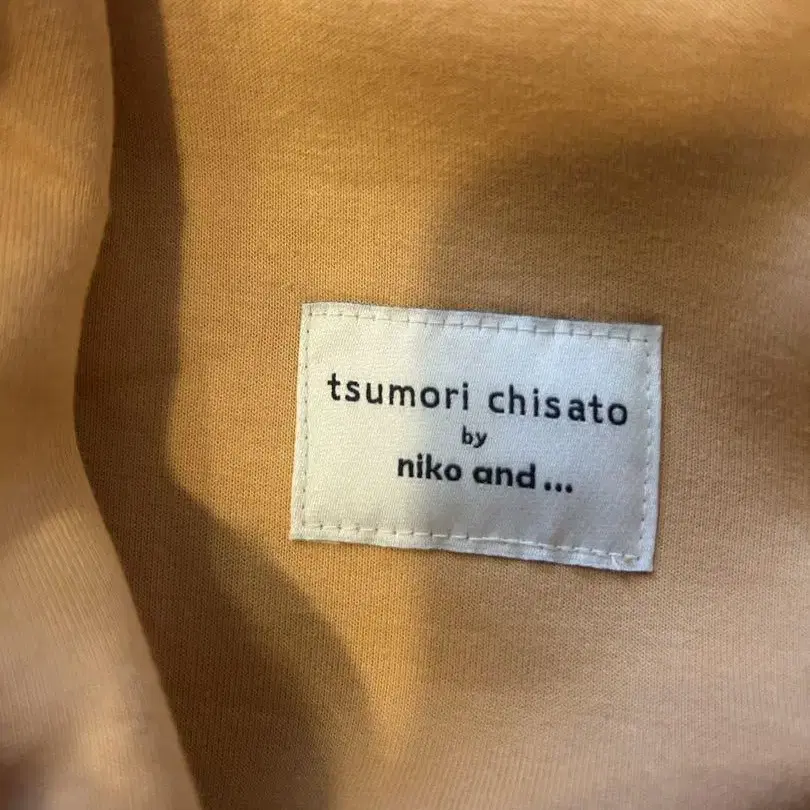 tsumori chisato
by
niko and ...